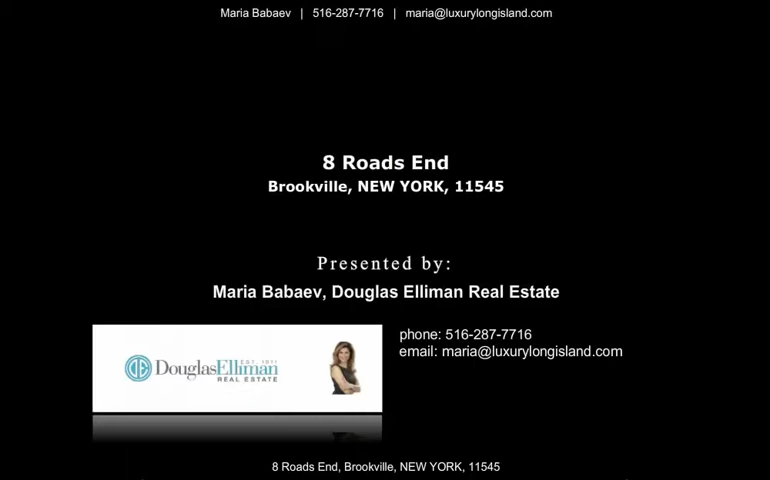 Maria Babaev | 516-287-7716 | maria@luxurylongisland.com
8 Roads End
Brookville, NEW YORK, 11545
Presented by:
Maria Babaev, Douglas Elliman Real Estate
phone: 516-287-7716
email: maria@luxurylongisland.com
EST. 1911
DE DouglasElliman
REAL ESTATE
8 Roads End, Brookville, NEW YORK, 11545